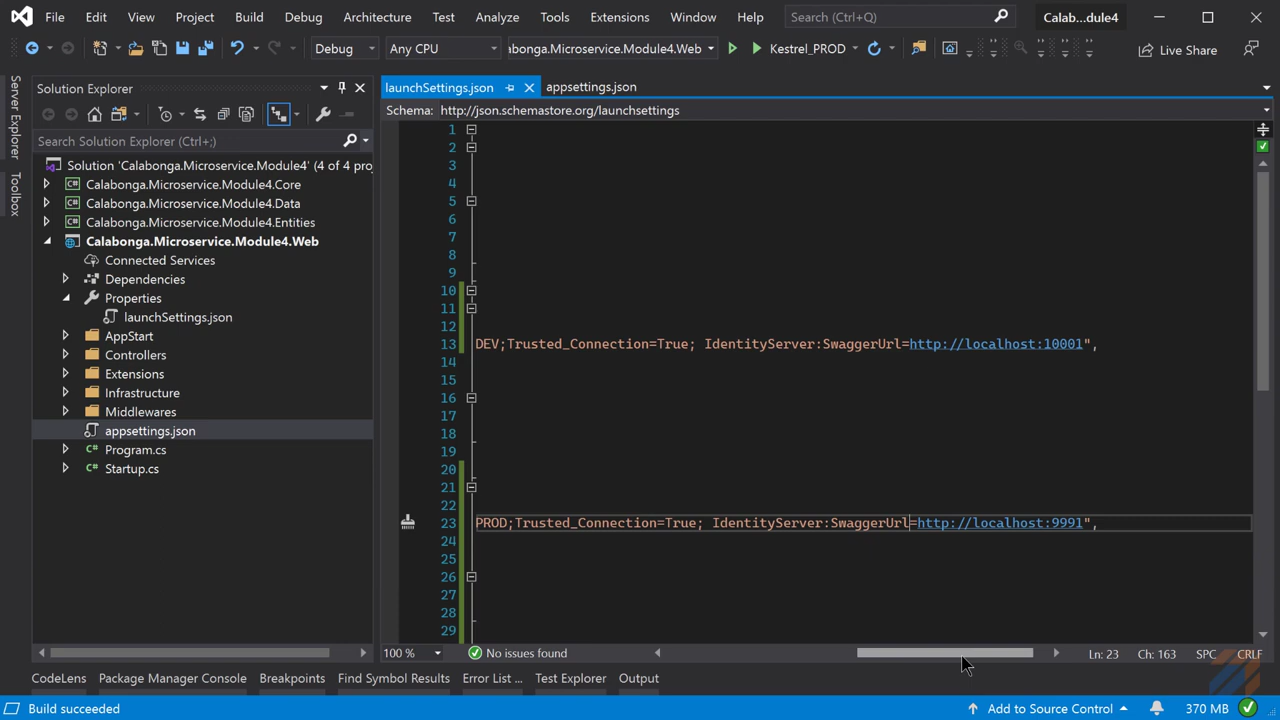 File Edit View Project Build Debug Architecture Test Analyze Tools Extensions Window Help Search (Ctrl+Q) Calab...dule4
Debug Any CPU abonga.Microservice.Module4.Web Kestrel_PROD Live Share
Server Explorer
Toolbox
Solution Explorer
Search Solution Explorer (Ctrl+;)
Solution 'Calabonga.Microservice.Module4' (4 of 4 proj
Calabonga.Microservice.Module4.Core
Calabonga.Microservice.Module4.Data
Calabonga.Microservice.Module4.Entities
Calabonga.Microservice.Module4.Web
Connected Services
Dependencies
Properties
launchSettings.json
AppStart
Controllers
Extensions
Infrastructure
Middlewares
appsettings.json
Program.cs
Startup.cs
launchSettings.json appsettings.json
Schema: http://json.schemastore.org/launchsettings
1
2
3
4
5
6
7
8
9
10
11
12
13 DEV;Trusted_Connection=True; IdentityServer:SwaggerUrl=http://localhost:10001",
14
15
16
17
18
19
20
21
22
23 PROD;Trusted_Connection=True; IdentityServer:SwaggerUrl=http://localhost:9991",
24
25
26
27
28
29
100 % No issues found Ln: 23 Ch: 163 SPC CRLF
CodeLens Package Manager Console Breakpoints Find Symbol Results Error List ... Test Explorer Output
Build succeeded Add to Source Control 370 MB